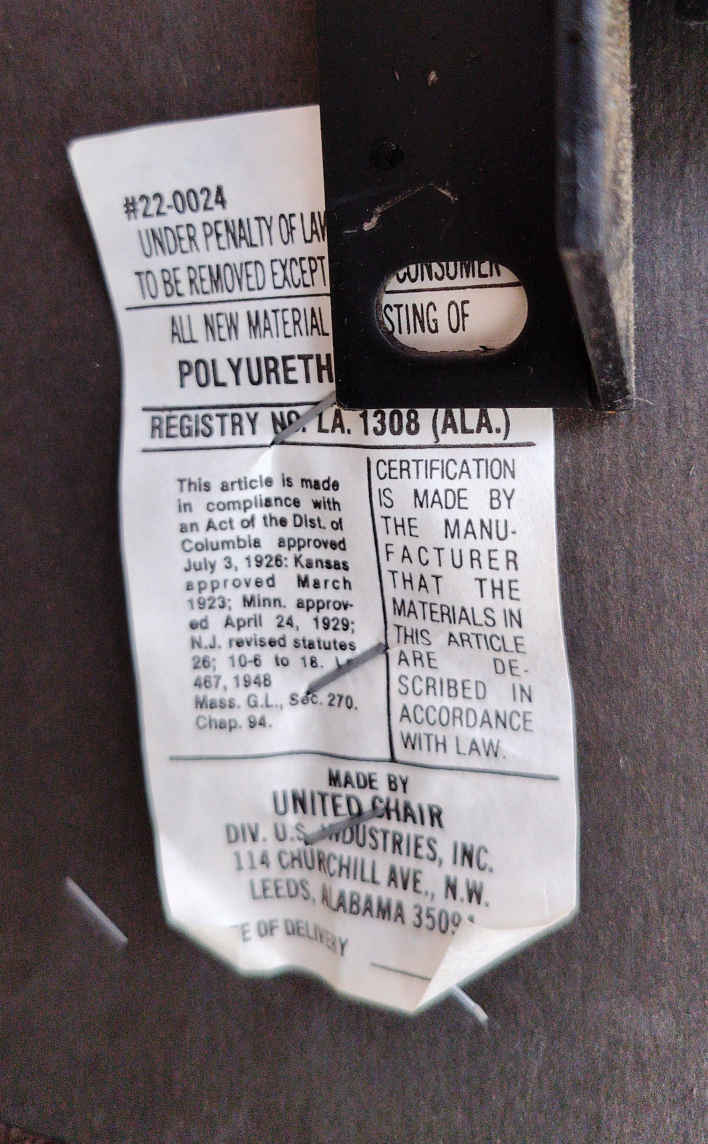 #22-0024
UNDER PENALTY OF LAW
TO BE REMOVED EXCEPT CONSUMER
ALL NEW MATERIAL STING OF
POLYURETH
REGISTRY NO. LA. 1308 (ALA.)
This article is made
in compliance with
an Act of the Dist. of
Columbia approved
July 3, 1926: Kansas
approved March
1923; Minn. approv-
ed April 24, 1929;
N.J. revised statutes
26; 10-6 to 18.
467, 1948
Mass. G.L., Sec. 270.
Chap. 94.
CERTIFICATION
IS MADE BY
THE MANU-
FACTURER
THAT THE
MATERIALS IN
THIS ARTICLE
ARE DE-
SCRIBED IN
ACCORDANCE
WITH LAW.
MADE BY
UNITED CHAIR
DIV. U.S. INDUSTRIES, INC.
114 CHURCHILL AVE., N.W.
LEEDS, ALABAMA 3509
E OF DELIVERY